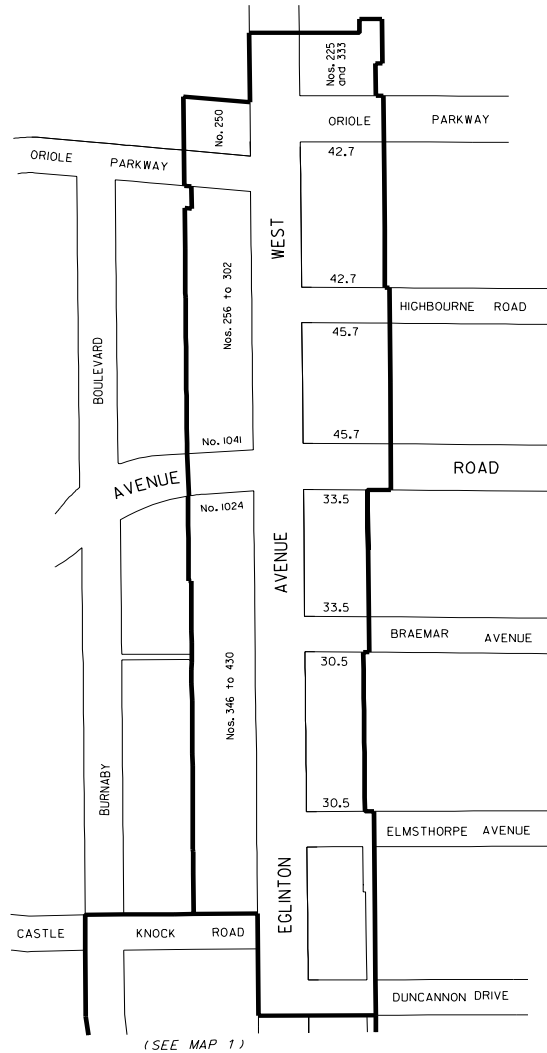 Nos. 225
and 333
No. 250
ORIOLE PARKWAY
ORIOLE PARKWAY
42.7
WEST
Nos. 256 to 302
42.7
HIGHBOURNE ROAD
45.7
BOULEVARD
No. 1041
45.7
AVENUE
ROAD
No. 1024
33.5
AVENUE
33.5
BRAEMAR AVENUE
30.5
Nos. 346 to 430
BURNABY
30.5
ELMSTHORPE AVENUE
EGLINTON
CASTLE KNOCK ROAD
DUNCANNON DRIVE
(SEE MAP 1)